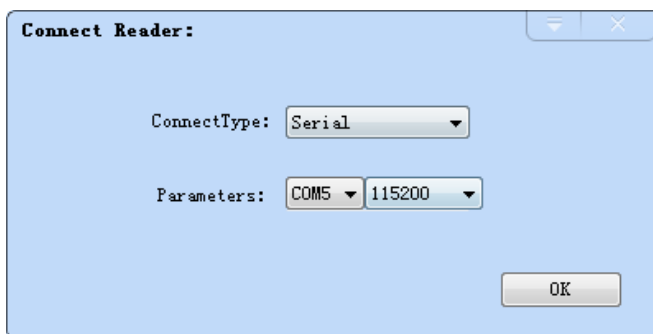 Connect Reader:
ConnectType: Serial
Parameters: COM5 115200
OK